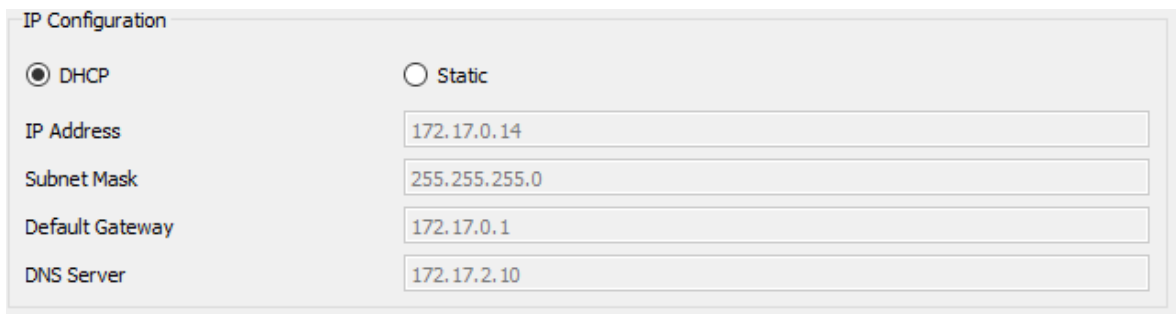 IP Configuration
DHCP Static
IP Address 172.17.0.14
Subnet Mask 255.255.255.0
Default Gateway 172.17.0.1
DNS Server 172.17.2.10